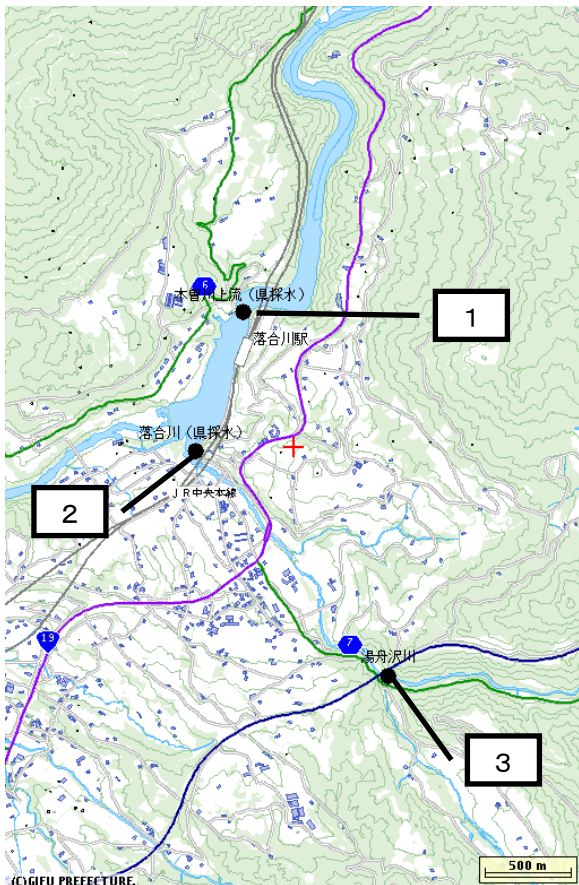 6
木曽川上流（県採水）
1
落合川駅
落合川（県採水）
2
ＪＲ中央本線
19
7
湯舟沢川
3
500 m
(C)GIFU PREFECTURE.